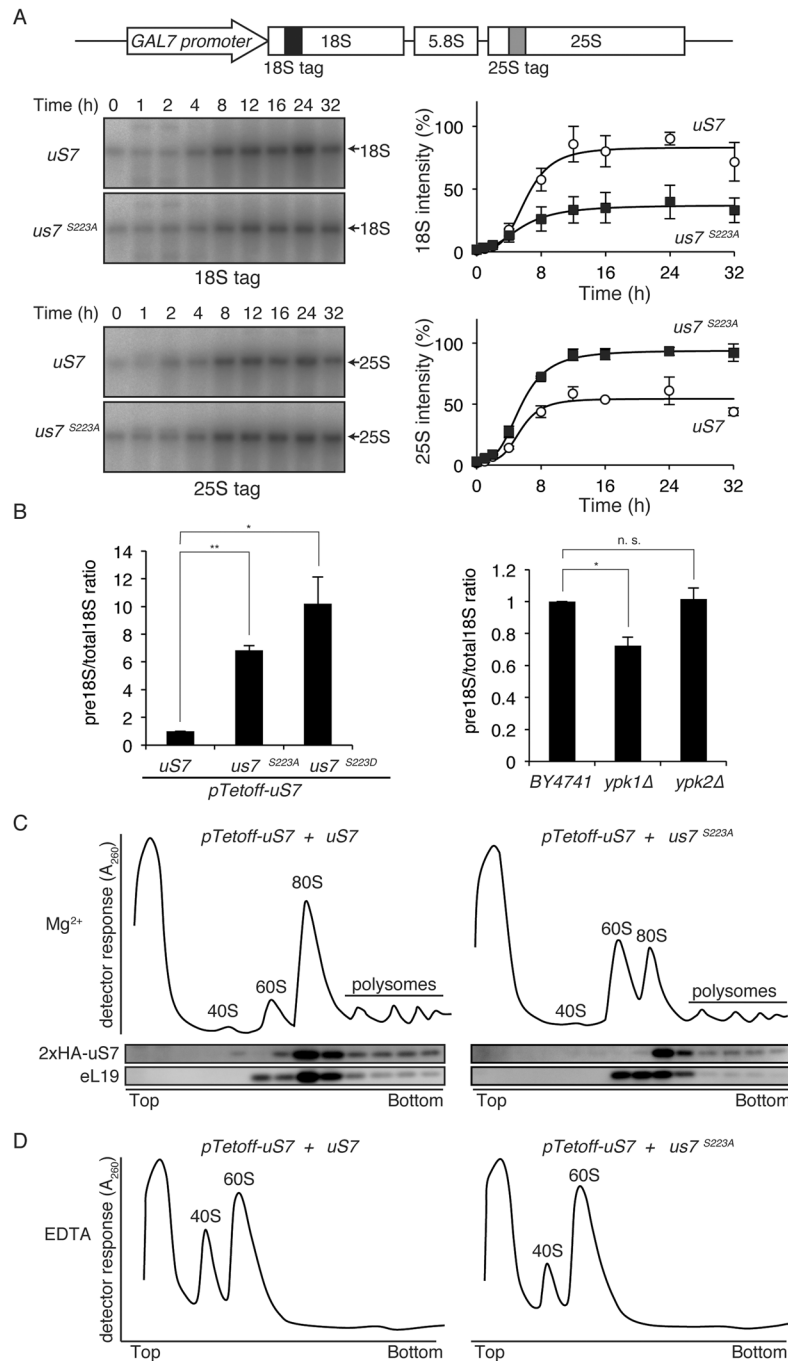 A
GAL7 promoter 18S 5.8S 25S
18S tag 25S tag
Time (h) 0 1 2 4 8 12 16 24 32
uS7 18S
us7 S223A 18S
18S tag
18S intensity (%)
100
50
0
uS7
us7 S223A
0 8 16 24 32
Time (h)
Time (h) 0 1 2 4 8 12 16 24 32
uS7 25S
us7 S223A 25S
25S tag
25S intensity (%)
100
50
0
us7 S223A
uS7
0 8 16 24 32
Time (h)
B
pre18S/total18S ratio
14
12
10
8
6
4
2
0
*
**
uS7 us7 S223A us7 S223D
pTetoff-uS7
pre18S/total18S ratio
1.2
1
0.8
0.6
0.4
0.2
0
n. s.
*
BY4741 ypk1Δ ypk2Δ
C
pTetoff-uS7 + uS7
pTetoff-uS7 + us7 S223A
Mg2+
detector response (A260)
40S 60S 80S polysomes
40S 60S 80S polysomes
2xHA-uS7
eL19
Top Bottom
Top Bottom
D
pTetoff-uS7 + uS7
pTetoff-uS7 + us7 S223A
EDTA
detector response (A260)
40S 60S
40S 60S
Top Bottom
Top Bottom